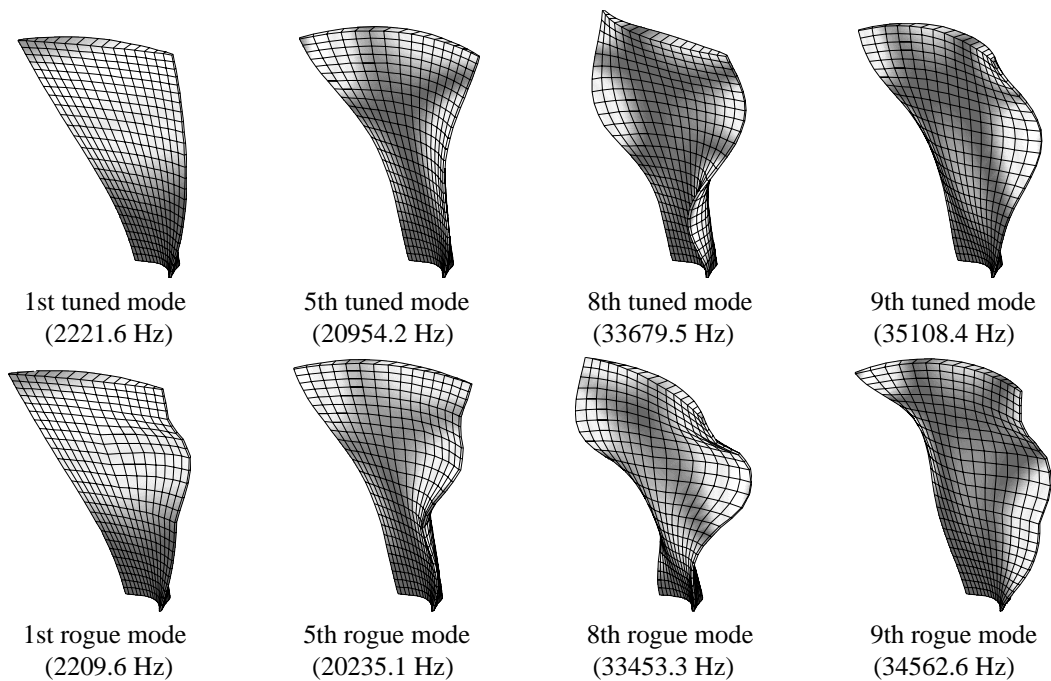 1st tuned mode
(2221.6 Hz)
5th tuned mode
(20954.2 Hz)
8th tuned mode
(33679.5 Hz)
9th tuned mode
(35108.4 Hz)
1st rogue mode
(2209.6 Hz)
5th rogue mode
(20235.1 Hz)
8th rogue mode
(33453.3 Hz)
9th rogue mode
(34562.6 Hz)